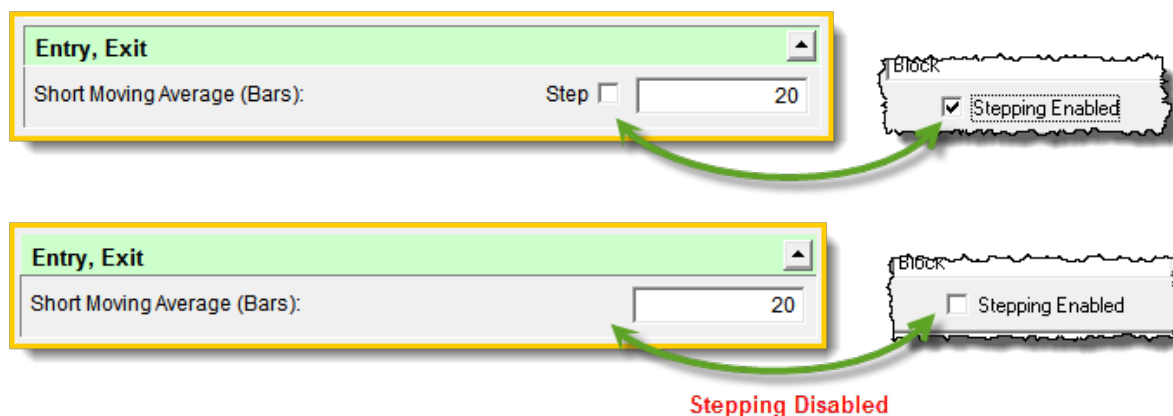 Entry, Exit
Short Moving Average (Bars): Step 20
Block
Stepping Enabled
Entry, Exit
Short Moving Average (Bars): 20
Block
Stepping Enabled
Stepping Disabled